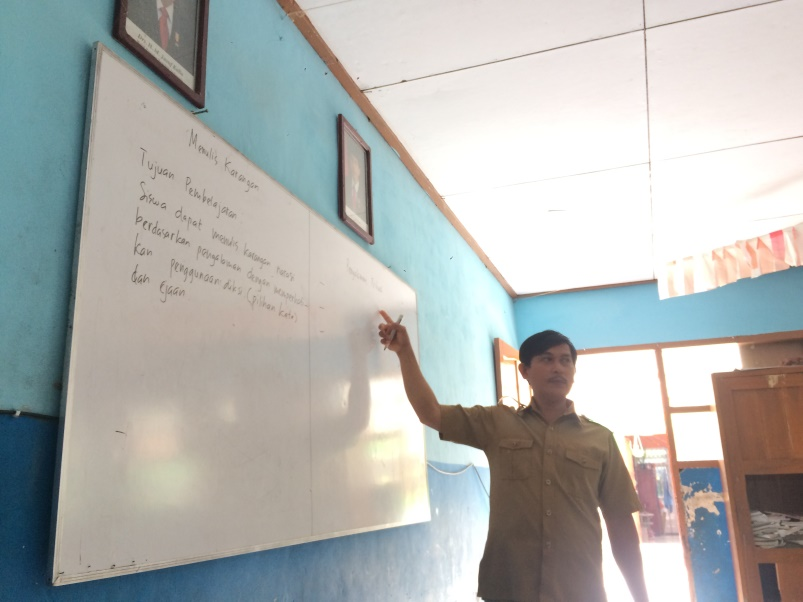 Menulis Karangan
Tujuan Pembelajaran
Siswa dapat menulis karangan narasi
berdasarkan pengalaman dengan
kan penggunaan diksi (pilihan kata)
dan ejaan